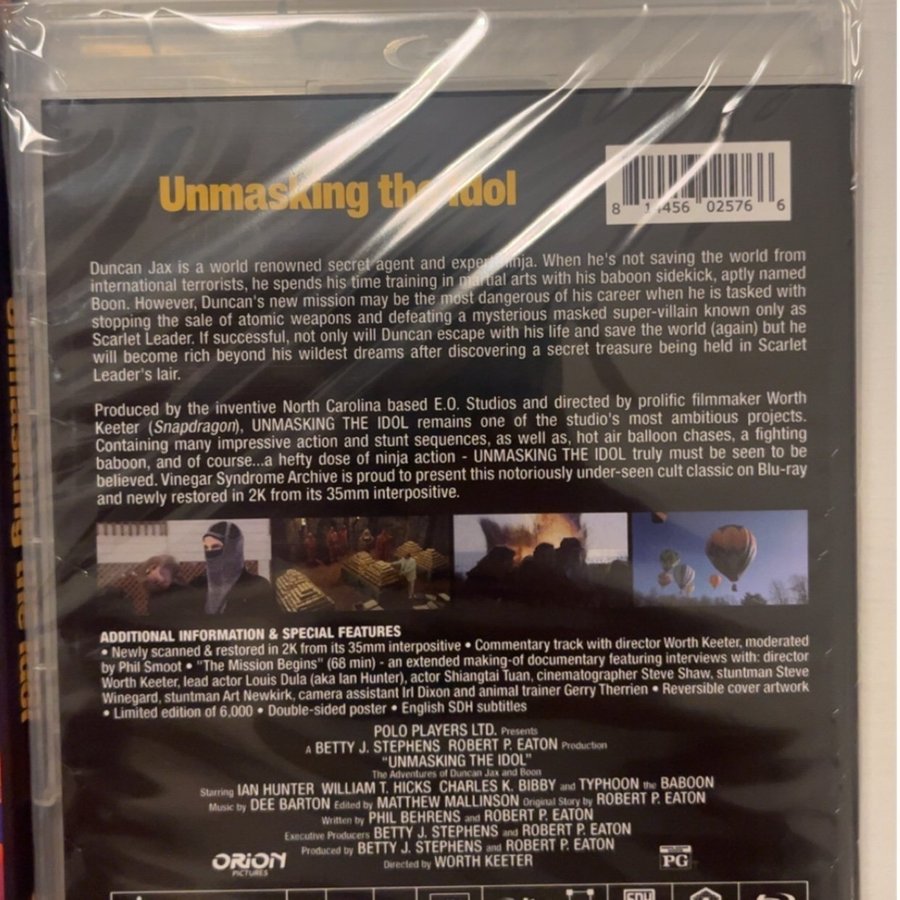 Unmasking the Idol
8 14456 02576 6
Duncan Jax is a world renowned secret agent and expert ninja. When he's not saving the world from
international terrorists, he spends his time training in martial arts with his baboon sidekick, aptly named
Boon. However, Duncan's new mission may be the most dangerous of his career when he is tasked with
stopping the sale of atomic weapons and defeating a mysterious masked super-villain known only as
Scarlet Leader. If successful, not only will Duncan escape with his life and save the world (again) but he
will become rich beyond his wildest dreams after discovering a secret treasure being held in Scarlet
Leader's lair.
Produced by the inventive North Carolina based E.O. Studios and directed by prolific filmmaker Worth
Keeter (Snapdragon), UNMASKING THE IDOL remains one of the studio's most ambitious projects.
Containing many impressive action and stunt sequences, as well as, hot air balloon chases, a fighting
baboon, and of course...a hefty dose of ninja action - UNMASKING THE IDOL truly must be seen to be
believed. Vinegar Syndrome Archive is proud to present this notoriously under-seen cult classic on Blu-ray
and newly restored in 2K from its 35mm interpositive.
ADDITIONAL INFORMATION & SPECIAL FEATURES
• Newly scanned & restored in 2K from its 35mm interpositive • Commentary track with director Worth Keeter, moderated
by Phil Smoot • "The Mission Begins" (68 min) - an extended making-of documentary featuring interviews with: director
Worth Keeter, lead actor Louis Dula (aka Ian Hunter), actor Shiangtai Tuan, cinematographer Steve Shaw, stuntman Steve
Winegard, stuntman Art Newkirk, camera assistant Irl Dixon and animal trainer Gerry Therrien • Reversible cover artwork
• Limited edition of 6,000 • Double-sided poster • English SDH subtitles
POLO PLAYERS LTD. Presents
A BETTY J. STEPHENS ROBERT P. EATON Production
"UNMASKING THE IDOL"
The Adventures of Duncan Jax and Boon
Starring IAN HUNTER WILLIAM T. HICKS CHARLES K. BIBBY and TYPHOON the BABOON
Music by DEE BARTON Edited by MATTHEW MALLINSON Original Story by ROBERT P. EATON
Written by PHIL BEHRENS and ROBERT P. EATON
Executive Producers BETTY J. STEPHENS and ROBERT P. EATON
Produced by BETTY J. STEPHENS and ROBERT P. EATON
Directed by WORTH KEETER
ORION
PICTURES
PG
SDH
Unmasking the Idol